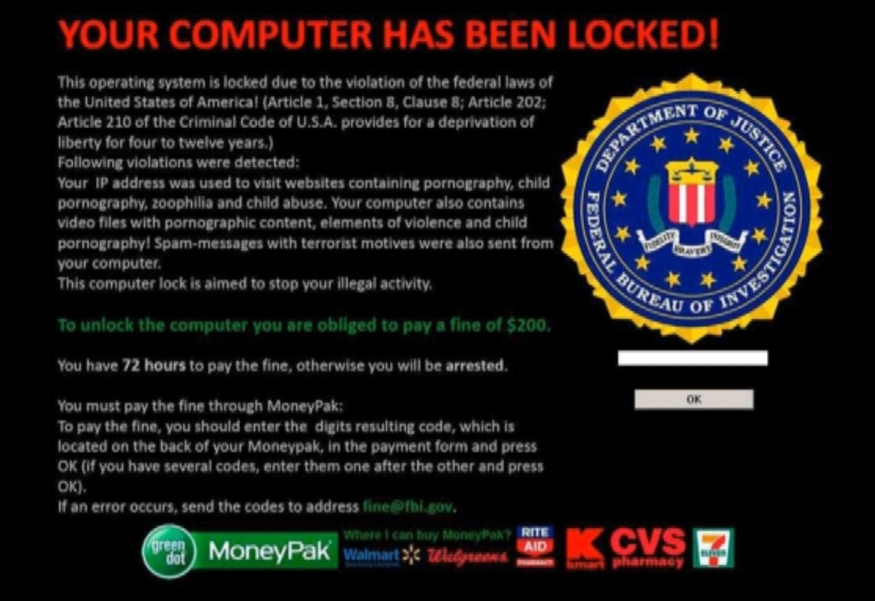 YOUR COMPUTER HAS BEEN LOCKED!
This operating system is locked due to the violation of the federal laws of
the United States of America! (Article 1, Section 8, Clause 8; Article 202;
Article 210 of the Criminal Code of U.S.A. provides for a deprivation of
liberty for four to twelve years.)
Following violations were detected:
Your IP address was used to visit websites containing pornography, child
pornography, zoophilia and child abuse. Your computer also contains
video files with pornographic content, elements of violence and child
pornography! Spam-messages with terrorist motives were also sent from
your computer.
This computer lock is aimed to stop your illegal activity.
To unlock the computer you are obliged to pay a fine of $200.
You have 72 hours to pay the fine, otherwise you will be arrested.
You must pay the fine through MoneyPak:
To pay the fine, you should enter the digits resulting code, which is
located on the back of your Moneypak, in the payment form and press
OK (if you have several codes, enter them one after the other and press
OK).
If an error occurs, send the codes to address fine@fbi.gov.
DEPARTMENT OF JUSTICE
FEDERAL BUREAU OF INVESTIGATION
FIDELITY BRAVERY INTEGRITY
OK
green
dot
MoneyPak
Where I can buy MoneyPak?
Walmart
Walgreens
RITE
AID
PHARMACY
K
kmart
CVS
pharmacy
7
ELEVEN